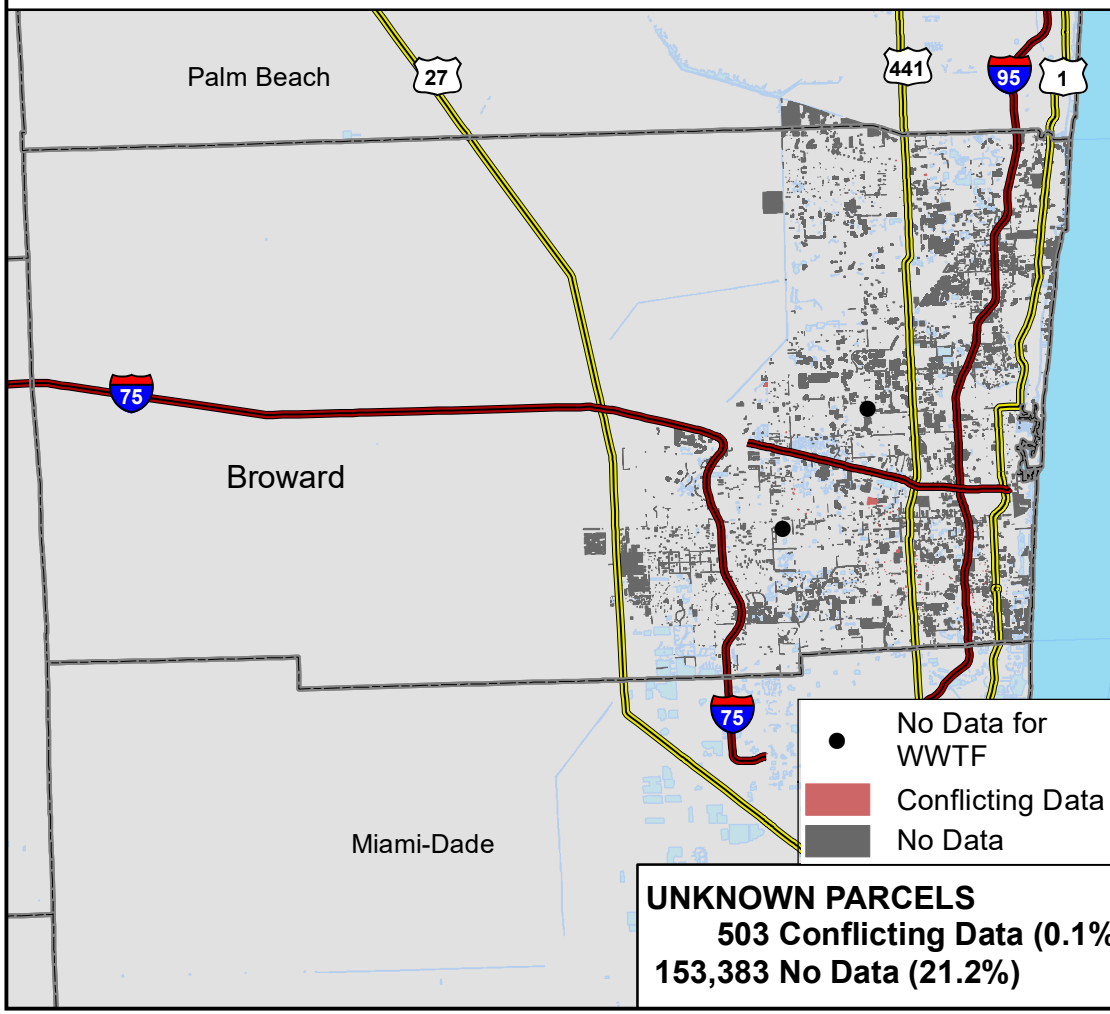 Palm Beach
27
441
95
1
75
Broward
75
No Data for
WWTF
Conflicting Data
No Data
Miami-Dade
UNKNOWN PARCELS
503 Conflicting Data (0.1%
153,383 No Data (21.2%)